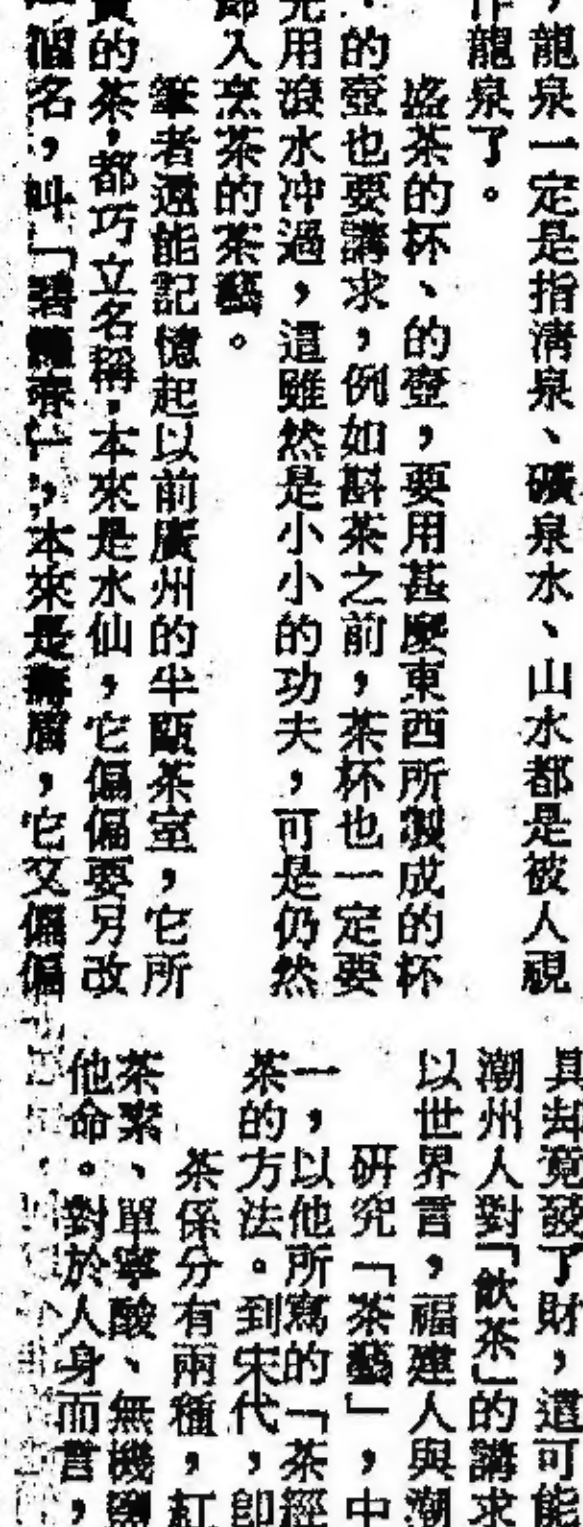 ，龍泉一定是指清泉、礦泉水、山水都是被人視
作龍泉了。
盛茶的杯、的壺，要用甚麼東西所製成的杯
、的壺也要講求，例如斟茶之前，茶杯也一定要
先用滾水冲過，這雖然是小小的功夫，可是仍然
入烹茶的茶藝。
筆者還能記憶起以前廣州的半甌茶室，它所
賣的茶，都巧立名稱，本來是水仙，它偏偏要另改
個名，叫「碧龍春」，本來是壽眉，它又偏偏
具却竟發了財，還可能
潮州人對「飲茶」的講求
以世界言，福建人與潮
研究「茶藝」，中
一，以他所寫的「茶經
茶的方法。到宋代，即
茶係分有兩種，紅
茶素、單寧酸、無機鹽
他命。對於人身而言，